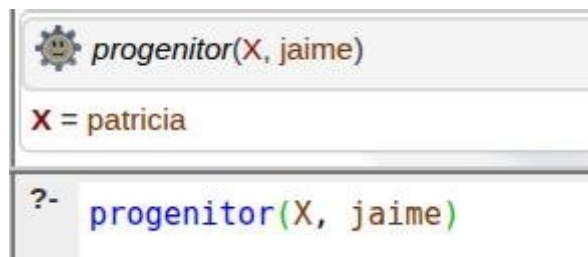 progenitor(X, jaime)
X = patricia
?- progenitor(X, jaime)